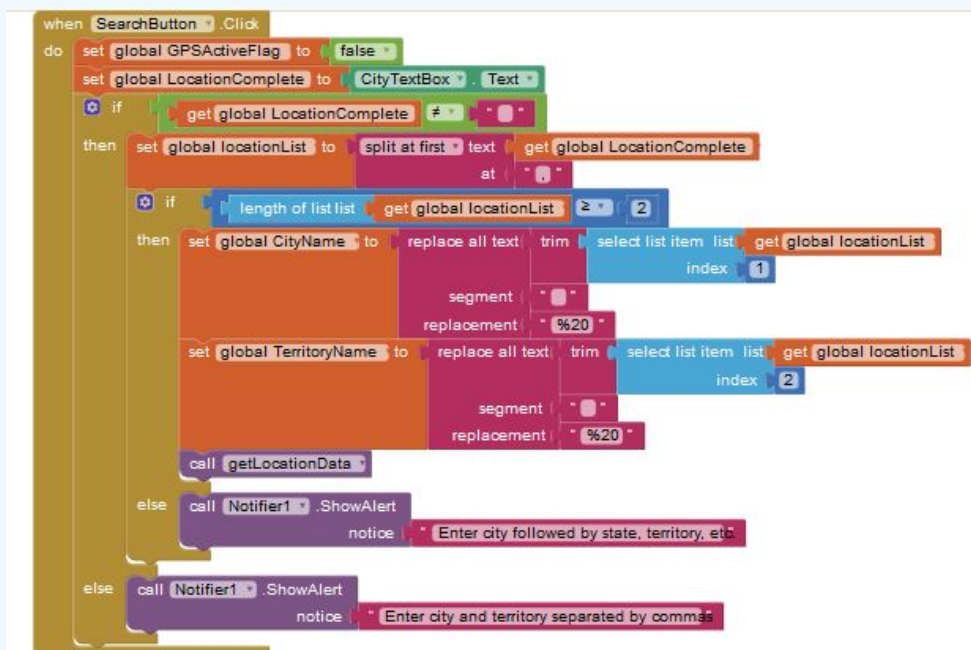 when SearchButton .Click
do set global GPSActiveFlag to false
set global LocationComplete to CityTextBox . Text
if get global LocationComplete ≠ " "
then set global locationList to split at first text get global LocationComplete
at " , "
if length of list list get global locationList ≥ 2
then set global CityName to replace all text trim select list item list get global locationList
index 1
segment " "
replacement " %20 "
set global TerritoryName to replace all text trim select list item list get global locationList
index 2
segment " "
replacement " %20 "
call getLocationData
else call Notifier1 .ShowAlert
notice " Enter city followed by state, territory, etc "
else call Notifier1 .ShowAlert
notice " Enter city and territory separated by commas "